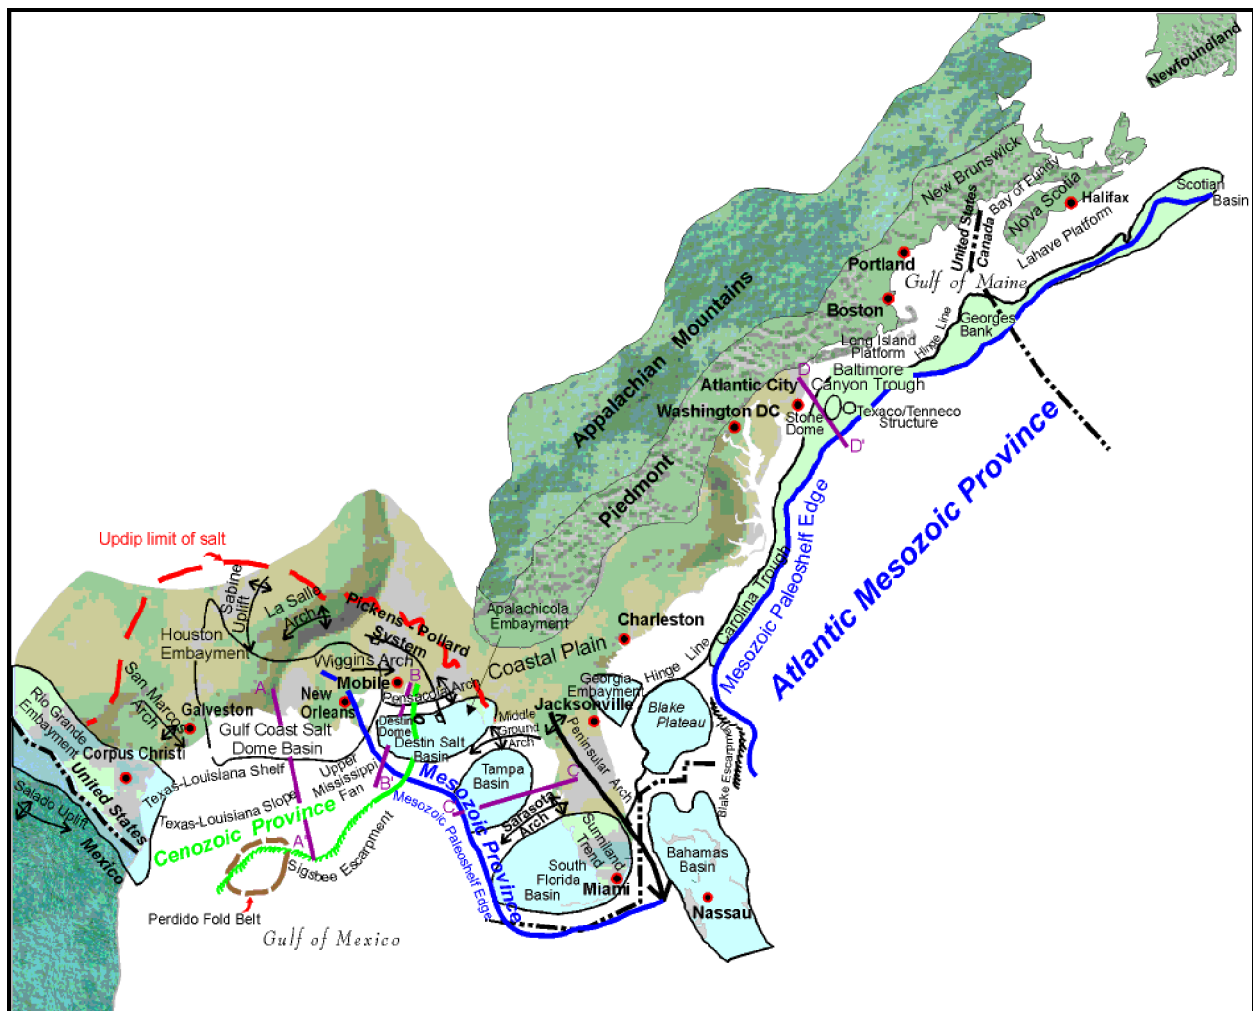 Newfoundland
New Brunswick
Bay of Fundy
Nova Scotia
Halifax
Scotian
Basin
United States
Canada
Lahave Platform
Portland
Gulf of Maine
Boston
Georges
Bank
Hinge Line
Long Island
Platform
Appalachian Mountains
D
Baltimore
Canyon Trough
Atlantic City
Washington DC
Stone
Dome
Texaco/Tenneco
Structure
D'
Piedmont
Atlantic Mesozoic Province
Mesozoic Paleoshelf Edge
Carolina Trough
Updip limit of salt
Sabine
Uplift
La Salle
Arch
Pickens - Pollard
System
Apalachicola
Embayment
Charleston
Houston
Embayment
Wiggins Arch
Coastal Plain
Hinge Line
San Marcos
Arch
A
Mobile
B
Pensacola Arch
Georgia
Embayment
Rio Grande
Embayment
Galveston
New
Orleans
Jacksonville
Blake
Plateau
Destin
Dome
Middle
Ground
Arch
Gulf Coast Salt
Dome Basin
Destin Salt
Basin
Peninsular Arch
Blake Escarpment
Corpus Christi
Texas-Louisiana Shelf
Upper
Mississippi
Fan
B'
Tampa
Basin
C
C'
United States
Mexico
Salado Uplift
Texas-Louisiana Slope
Cenozoic Province
A'
Sigsbee Escarpment
Mesozoic Province
Mesozoic Paleoshelf Edge
Sarasota
Arch
Sunniland
Trend
South
Florida
Basin
Miami
Bahamas
Basin
Nassau
Perdido Fold Belt
Gulf of Mexico